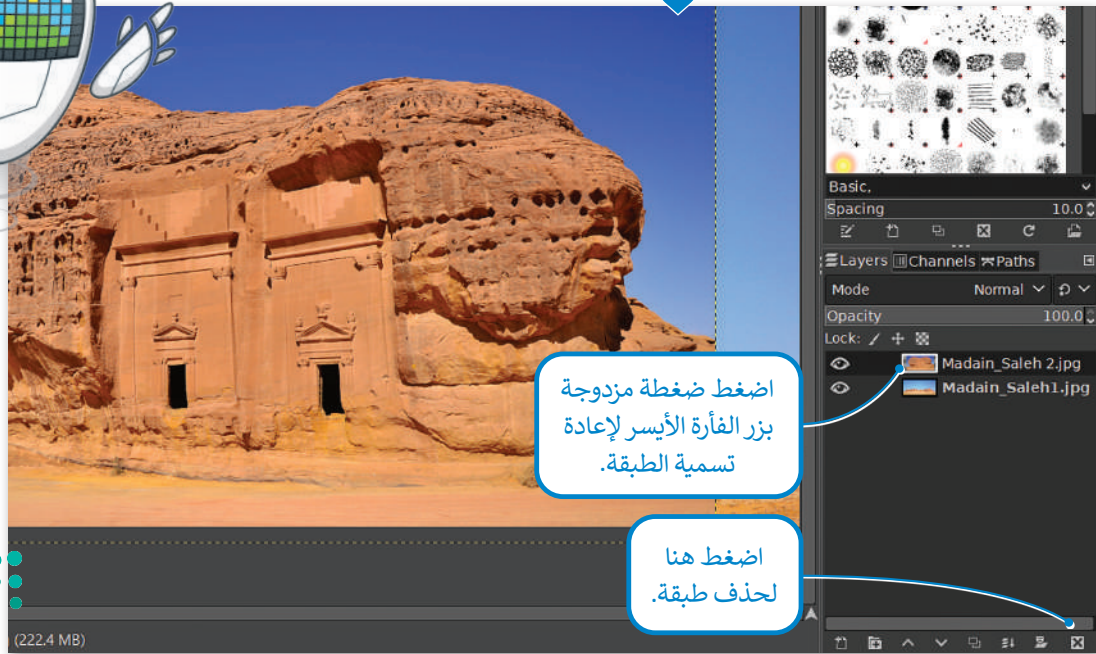 Basic,
Spacing 10.0
Layers Channels Paths
Mode Normal
Opacity 100.0
Lock:
Madain_Saleh 2.jpg
Madain_Saleh1.jpg
اضغط ضغطة مزدوجة
بزر الفأرة الأيسر لإعادة
تسمية الطبقة.
اضغط هنا
لحذف طبقة.
(222.4 MB)